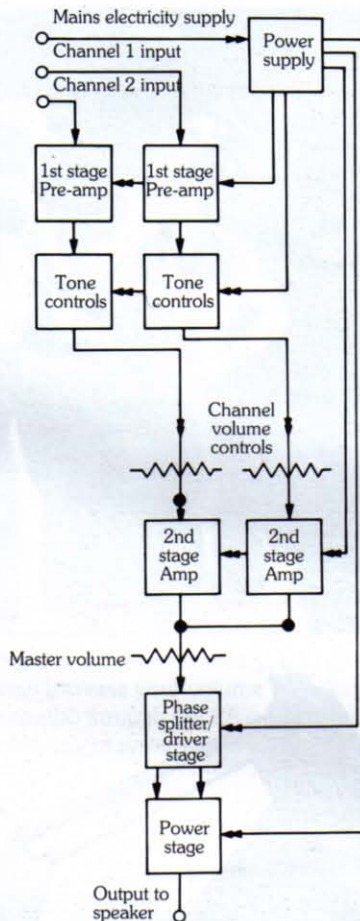 Mains electricity supply
Channel 1 input
Channel 2 input
Power
supply
1st stage
Pre-amp
1st stage
Pre-amp
Tone
controls
Tone
controls
Channel
volume
controls
2nd
stage
Amp
2nd
stage
Amp
Master volume
Phase
splitter/
driver
stage
Power
stage
Output to
speaker